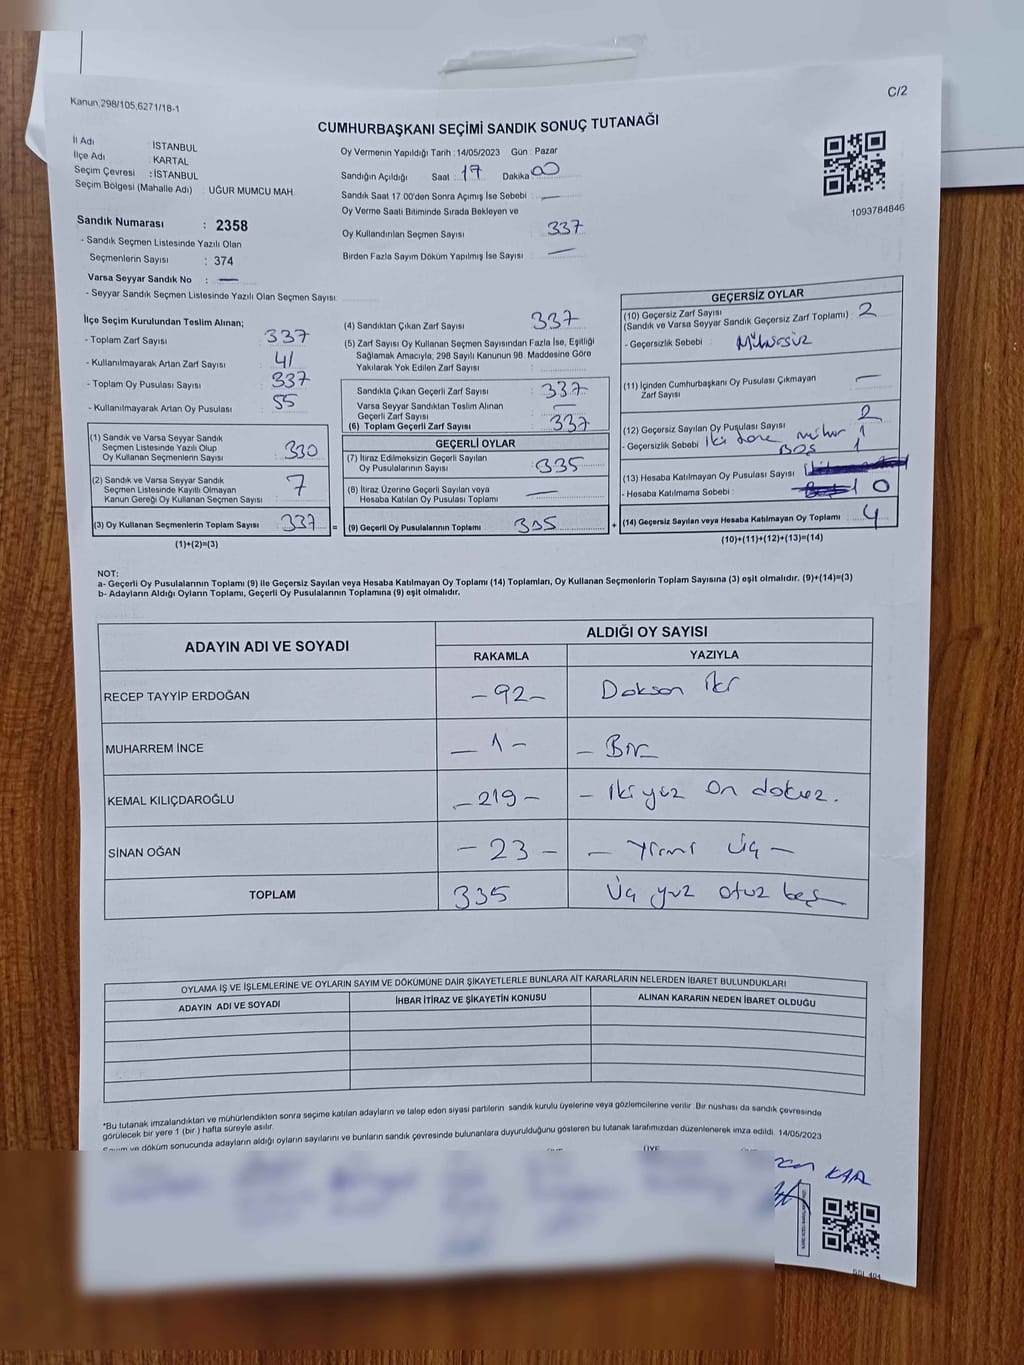 Kanun,298/105,6271/18-1
C/2
CUMHURBAŞKANI SEÇİMİ SANDIK SONUÇ TUTANAĞI
İl Adı : İSTANBUL
İlçe Adı : KARTAL
Seçim Çevresi : İSTANBUL
Seçim Bölgesi (Mahalle Adı) : UĞUR MUMCU MAH.
Sandık Numarası : 2358
- Sandık Seçmen Listesinde Yazılı Olan
Seçmenlerin Sayısı : 374
Varsa Seyyar Sandık No : —
- Seyyar Sandık Seçmen Listesinde Yazılı Olan Seçmen Sayısı:
Oy Vermenin Yapıldığı Tarih : 14/05/2023 Gün : Pazar
Sandığın Açıldığı Saat : 17 Dakika 00
Sandık Saat 17.00'den Sonra Açımış İse Sebebi : —
Oy Verme Saati Bitiminde Sırada Bekleyen ve
Oy Kullandırılan Seçmen Sayısı 337
Birden Fazla Sayım Döküm Yapılmış İse Sayısı —
1093784846
İlçe Seçim Kurulundan Teslim Alınan;
- Toplam Zarf Sayısı : 337
- Kullanılmayarak Artan Zarf Sayısı : 41
- Toplam Oy Pusulası Sayısı : 337
- Kullanılmayarak Artan Oy Pusulası : 55
(1) Sandık ve Varsa Seyyar Sandık
Seçmen Listesinde Yazılı Olup
Oy Kullanan Seçmenlerin Sayısı : 330
(2) Sandık ve Varsa Seyyar Sandık
Seçmen Listesinde Kayıtlı Olmayan
Kanun Gereği Oy Kullanan Seçmen Sayısı : 7
(3) Oy Kullanan Seçmenlerin Toplam Sayısı : 337 =
(1)+(2)=(3)
(4) Sandıktan Çıkan Zarf Sayısı : 337
(5) Zarf Sayısı Oy Kullanan Seçmen Sayısından Fazla İse, Eşitliği
Sağlamak Amacıyla, 298 Sayılı Kanunun 98. Maddesine Göre
Yakılarak Yok Edilen Zarf Sayısı :
Sandıkta Çıkan Geçerli Zarf Sayısı : 337
Varsa Seyyar Sandıktan Teslim Alınan
Geçerli Zarf Sayısı : —
(6) Toplam Geçerli Zarf Sayısı : 337
GEÇERLİ OYLAR
(7) İtiraz Edilmeksizin Geçerli Sayılan
Oy Pusulalarının Sayısı : 335
(8) İtiraz Üzerine Geçerli Sayılan veya
Hesaba Katılan Oy Pusulası Toplamı : —
(9) Geçerli Oy Pusulalarının Toplamı : 335 +
GEÇERSİZ OYLAR
(10) Geçersiz Zarf Sayısı
(Sandık ve Varsa Seyyar Sandık Geçersiz Zarf Toplamı) : 2
- Geçersizlik Sebebi : Mühürsüz
(11) İçinden Cumhurbaşkanı Oy Pusulası Çıkmayan
Zarf Sayısı : —
(12) Geçersiz Sayılan Oy Pusulası Sayısı : 2
- Geçersizlik Sebebi iki tane mühür 1
BOŞ 1
(13) Hesaba Katılmayan Oy Pusulası Sayısı :
- Hesaba Katılmama Sebebi : 0
(14) Geçersiz Sayılan veya Hesaba Katılmayan Oy Toplamı : 4
(10)+(11)+(12)+(13)=(14)
NOT:
a- Geçerli Oy Pusulalarının Toplamı (9) ile Geçersiz Sayılan veya Hesaba Katılmayan Oy Toplamı (14) Toplamları, Oy Kullanan Seçmenlerin Toplam Sayısına (3) eşit olmalıdır. (9)+(14)=(3)
b- Adayların Aldığı Oyların Toplamı, Geçerli Oy Pusulalarının Toplamına (9) eşit olmalıdır.
ADAYIN ADI VE SOYADI
ALDIĞI OY SAYISI
RAKAMLA YAZIYLA
RECEP TAYYİP ERDOĞAN -92- Doksan iki
MUHARREM İNCE -1- - Bir
KEMAL KILIÇDAROĞLU -219- - iki yüz on dokuz.
SİNAN OĞAN -23- - Yirmi üç -
TOPLAM 335 Üç yüz otuz beş
OYLAMA İŞ VE İŞLEMLERİNE VE OYLARIN SAYIM VE DÖKÜMÜNE DAİR ŞİKAYETLERLE BUNLARA AİT KARARLARIN NELERDEN İBARET BULUNDUKLARI
ADAYIN ADI VE SOYADI İHBAR İTİRAZ VE ŞİKAYETİN KONUSU ALINAN KARARIN NEDEN İBARET OLDUĞU
*Bu tutanak imzalandıktan ve mühürlendikten sonra seçime katılan adayların ve talep eden siyasi partilerin sandık kurulu üyelerine veya gözlemcilerine verilir. Bir nüshası da sandık çevresinde
görülecek bir yere 1 (bir) hafta süreyle asılır.
Sayım ve döküm sonucunda adayların aldığı oyların sayılarını ve bunların sandık çevresinde bulunanlara duyurulduğunu gösteren bu tutanak tarafımızdan düzenlenerek imza edildi. 14/05/2023
ÜYE